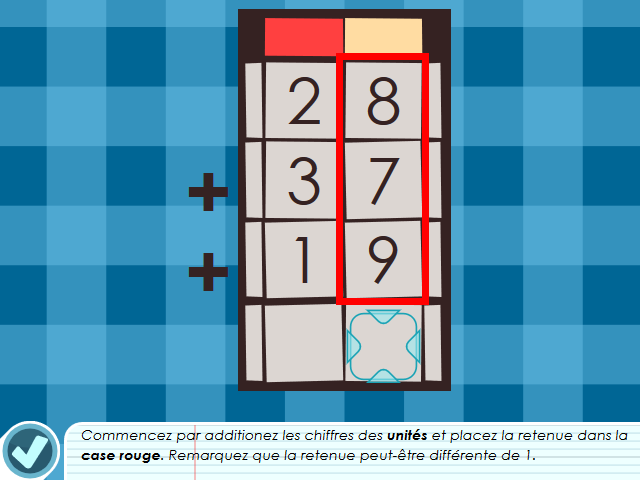 2 8
+ 3 7
+ 1 9
Commencez par additionez les chiffres des unités et placez la retenue dans la
case rouge. Remarquez que la retenue peut-être différente de 1.